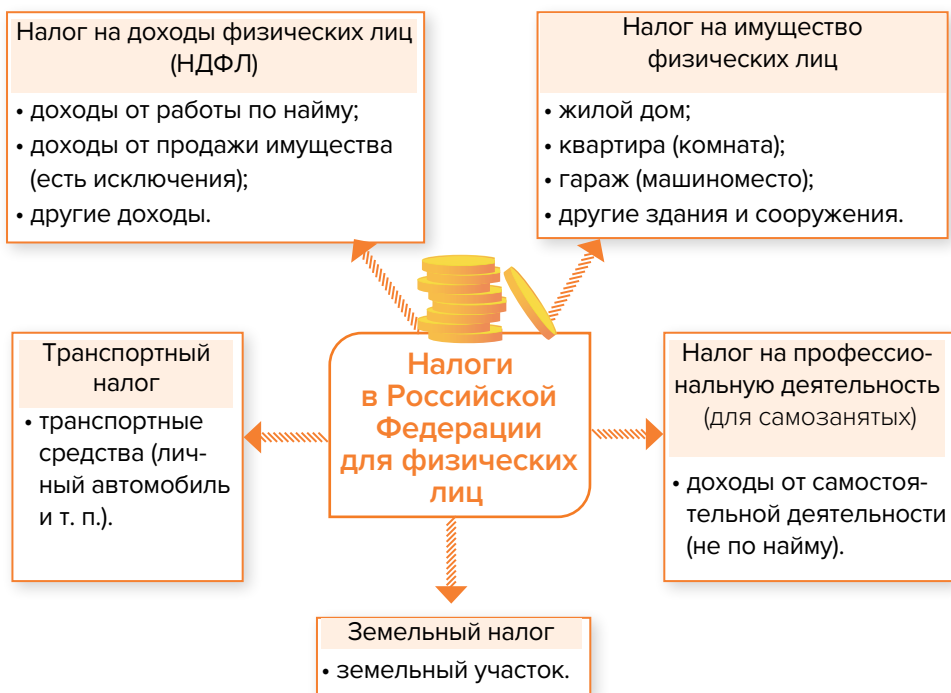 Налог на доходы физических лиц
(НДФЛ)
• доходы от работы по найму;
• доходы от продажи имущества
(есть исключения);
• другие доходы.
Налог на имущество
физических лиц
• жилой дом;
• квартира (комната);
• гараж (машиноместо);
• другие здания и сооружения.
Транспортный
налог
• транспортные
средства (лич-
ный автомобиль
и т. п.).
Налоги
в Российской
Федерации
для физических
лиц
Налог на профессио-
нальную деятельность
(для самозанятых)
• доходы от самостоя-
тельной деятельности
(не по найму).
Земельный налог
• земельный участок.